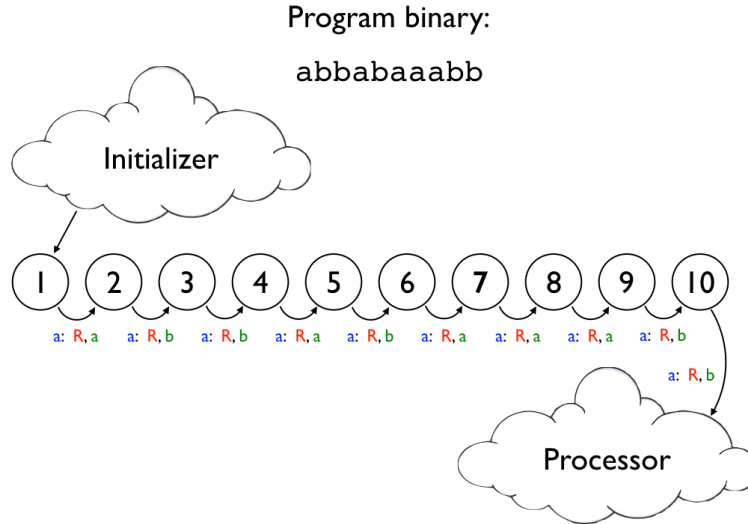 Program binary:
abbabaaabb
Initializer
1 2 3 4 5 6 7 8 9 10
a: R, a a: R, b a: R, b a: R, a a: R, b a: R, a a: R, a a: R, a a: R, b
a: R, b
Processor